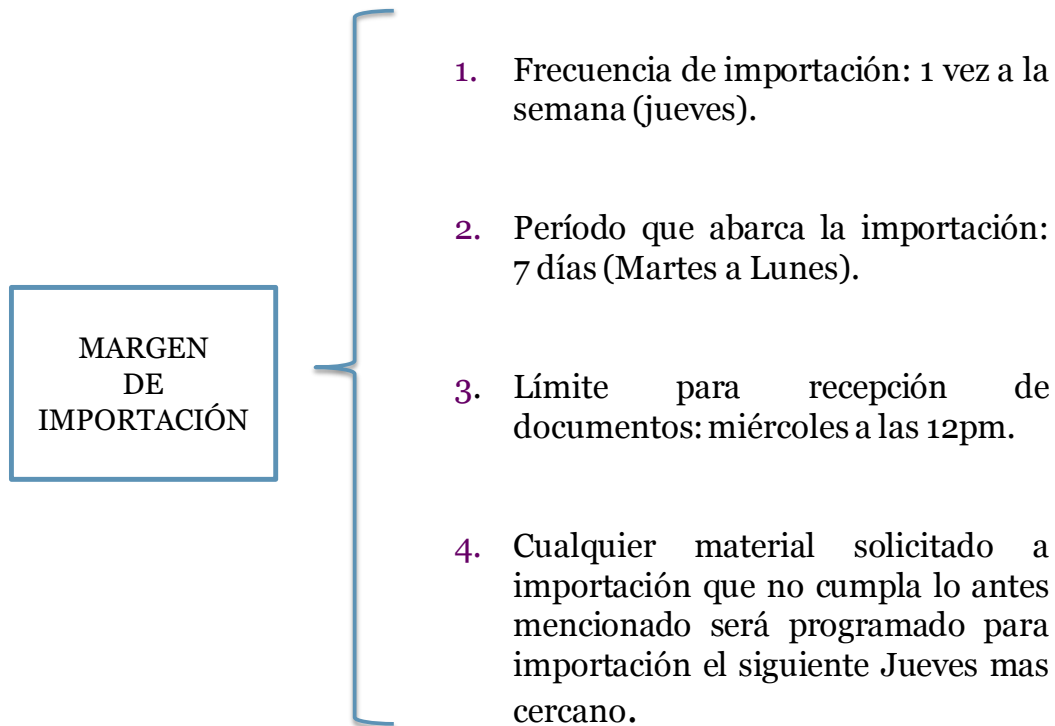 MARGEN
DE
IMPORTACIÓN
1. Frecuencia de importación: 1 vez a la
semana (jueves).
2. Período que abarca la importación:
7 días (Martes a Lunes).
3. Límite para recepción de
documentos: miércoles a las 12pm.
4. Cualquier material solicitado a
importación que no cumpla lo antes
mencionado será programado para
importación el siguiente Jueves mas
cercano.